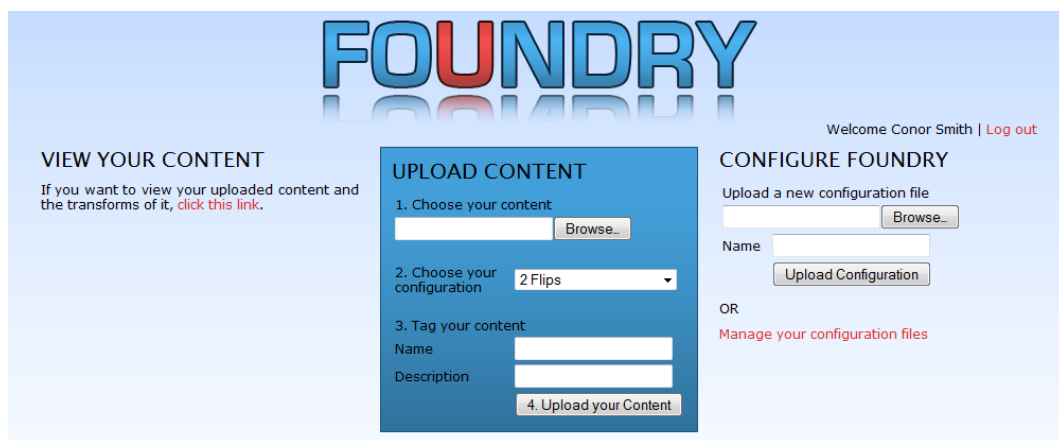 FOUNDRY
Welcome Conor Smith | Log out
VIEW YOUR CONTENT
If you want to view your uploaded content and
the transforms of it, click this link.
UPLOAD CONTENT
1. Choose your content
Browse...
2. Choose your
configuration
2 Flips
3. Tag your content
Name
Description
4. Upload your Content
CONFIGURE FOUNDRY
Upload a new configuration file
Browse...
Name
Upload Configuration
OR
Manage your configuration files